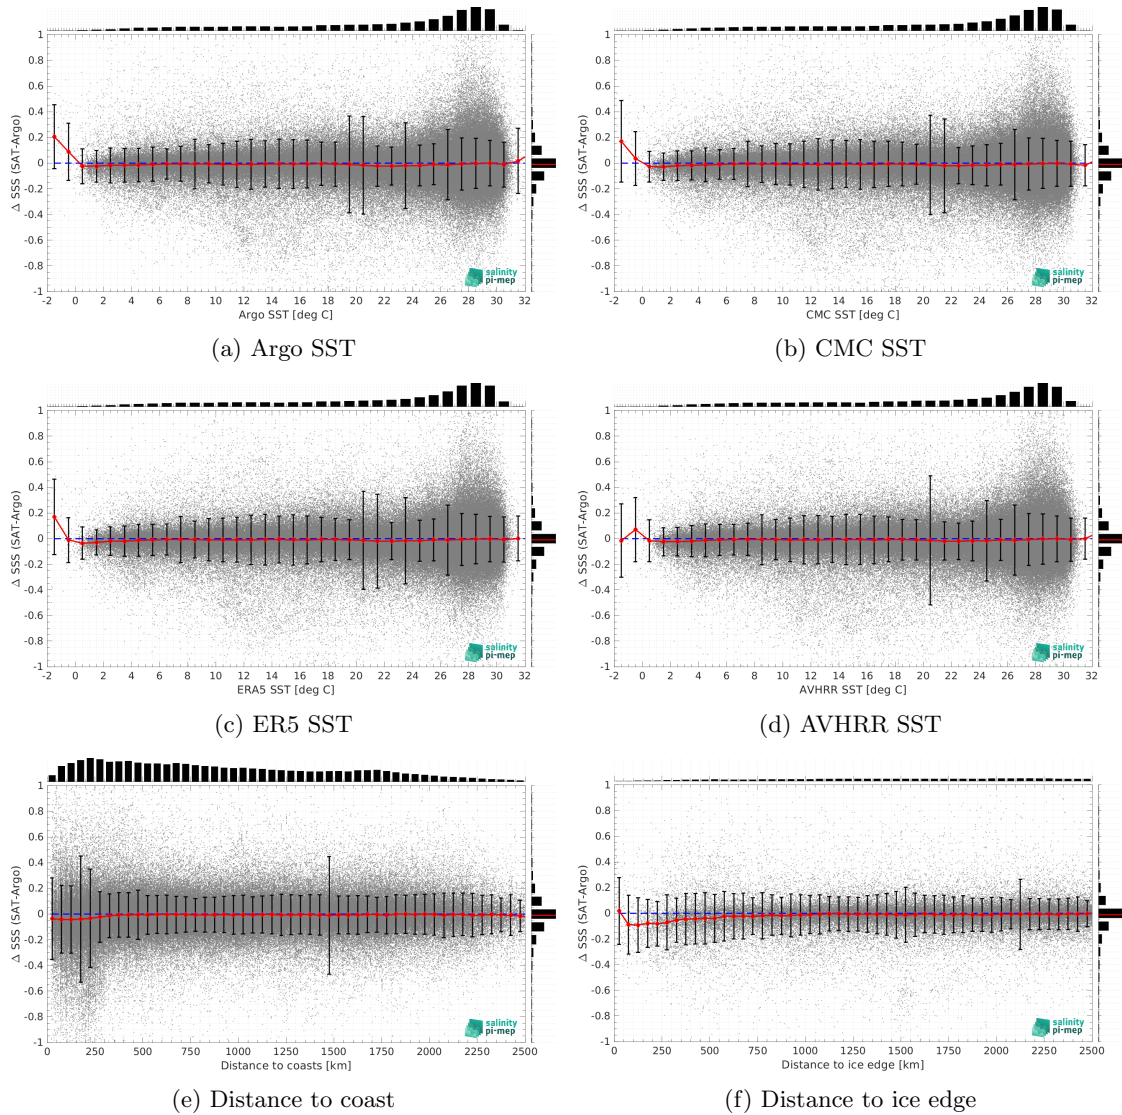 1
0.8
0.6
0.4
0.2
0
-0.2
-0.4
-0.6
-0.8
-1
Δ SSS (SAT-Argo)
-2 0 2 4 6 8 10 12 14 16 18 20 22 24 26 28 30 32
Argo SST [deg C]
salinity
pi-mep
(a) Argo SST
1
0.8
0.6
0.4
0.2
0
-0.2
-0.4
-0.6
-0.8
-1
Δ SSS (SAT-Argo)
-2 0 2 4 6 8 10 12 14 16 18 20 22 24 26 28 30 32
CMC SST [deg C]
salinity
pi-mep
(b) CMC SST
1
0.8
0.6
0.4
0.2
0
-0.2
-0.4
-0.6
-0.8
-1
Δ SSS (SAT-Argo)
-2 0 2 4 6 8 10 12 14 16 18 20 22 24 26 28 30 32
ERA5 SST [deg C]
salinity
pi-mep
(c) ER5 SST
1
0.8
0.6
0.4
0.2
0
-0.2
-0.4
-0.6
-0.8
-1
Δ SSS (SAT-Argo)
-2 0 2 4 6 8 10 12 14 16 18 20 22 24 26 28 30 32
AVHRR SST [deg C]
salinity
pi-mep
(d) AVHRR SST
1
0.8
0.6
0.4
0.2
0
-0.2
-0.4
-0.6
-0.8
-1
Δ SSS (SAT-Argo)
0 250 500 750 1000 1250 1500 1750 2000 2250 2500
Distance to coasts [km]
salinity
pi-mep
(e) Distance to coast
1
0.8
0.6
0.4
0.2
0
-0.2
-0.4
-0.6
-0.8
-1
Δ SSS (SAT-Argo)
0 250 500 750 1000 1250 1500 1750 2000 2250 2500
Distance to ice edge [km]
salinity
pi-mep
(f) Distance to ice edge